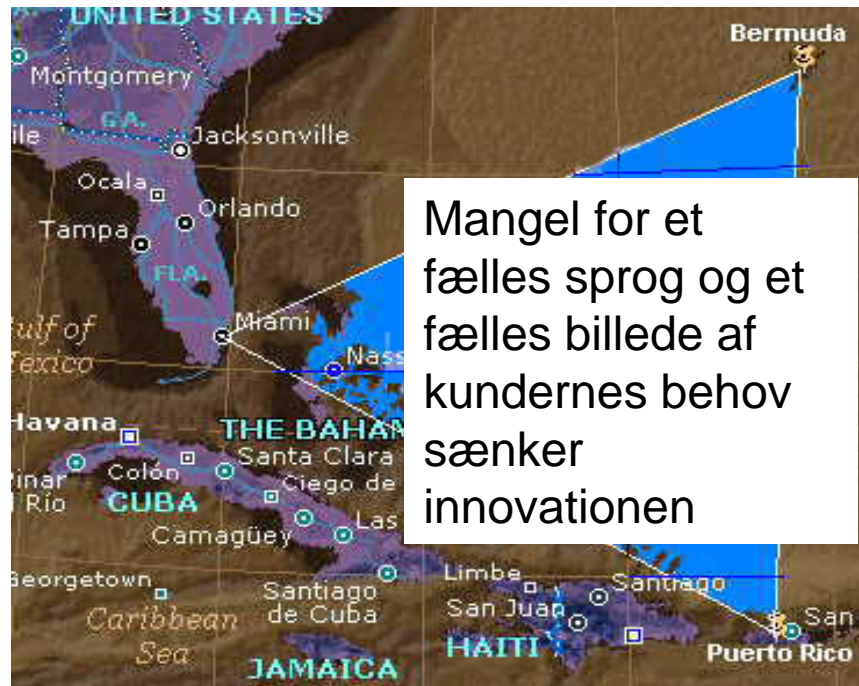 UNITED STATES
Bermuda
Montgomery
GA.
ile
Jacksonville
Ocala
Orlando
Tampa
FLA.
Mangel for et
fælles sprog og et
fælles billede af
kundernes behov
sænker
innovationen
Miami
Gulf of
Mexico
Nass
Havana
THE BAHAM
Santa Clara
Colón
Ciego de
Pinar
l Río
CUBA
Las
Camagüey
Georgetown
Santiago
de Cuba
Limbe
Santiago
San Juan
San
Caribbean
Sea
HAITI
Puerto Rico
JAMAICA